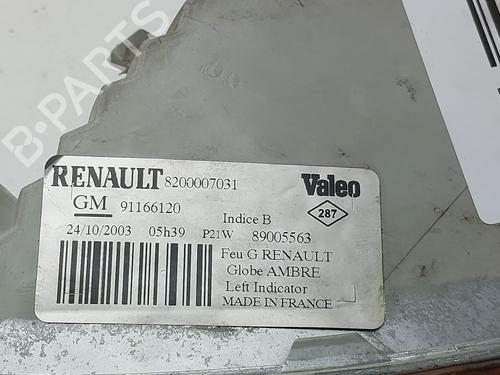 B-PARTS
RENAULT 8200007031 Valeo
GM 91166120 Indice B 287
24/10/2003 05h39 P21W 89005563
Feu G RENAULT
Globe AMBRE
Left Indicator
MADE IN FRANCE